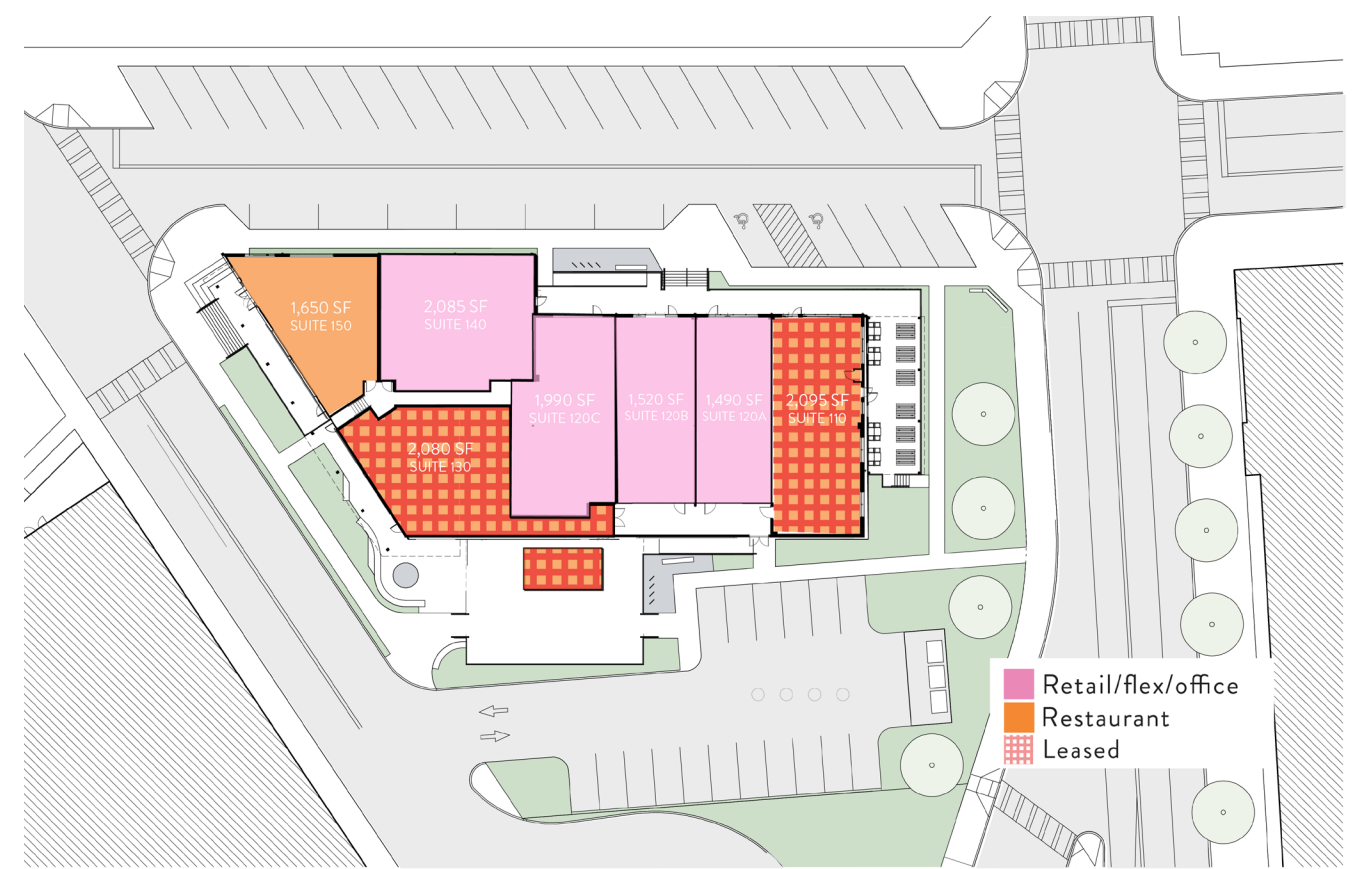 1,650 SF
SUITE 150
2,085 SF
SUITE 140
1,990 SF
SUITE 120C
1,520 SF
SUITE 120B
1,490 SF
SUITE 120A
2,095 SF
SUITE 110
2,080 SF
SUITE 130
Retail/flex/office
Restaurant
Leased